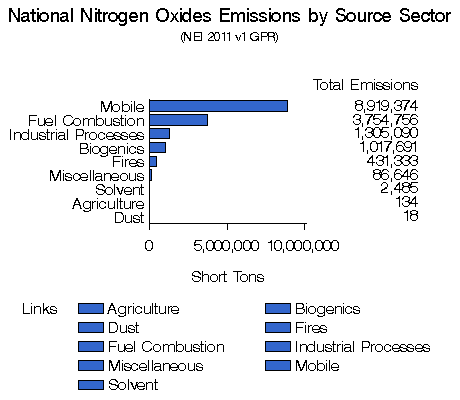 National Nitrogen Oxides Emissions by Source Sector
(NEI 2011 v1 GPR)
Total Emissions
Mobile 8,919,374
Fuel Combustion 3,754,756
Industrial Processes 1,305,090
Biogenics 1,017,691
Fires 431,333
Miscellaneous 86,646
Solvent 2,485
Agriculture 134
Dust 18
0 5,000,000 10,000,000
Short Tons
Links Agriculture Biogenics
Dust Fires
Fuel Combustion Industrial Processes
Miscellaneous Mobile
Solvent